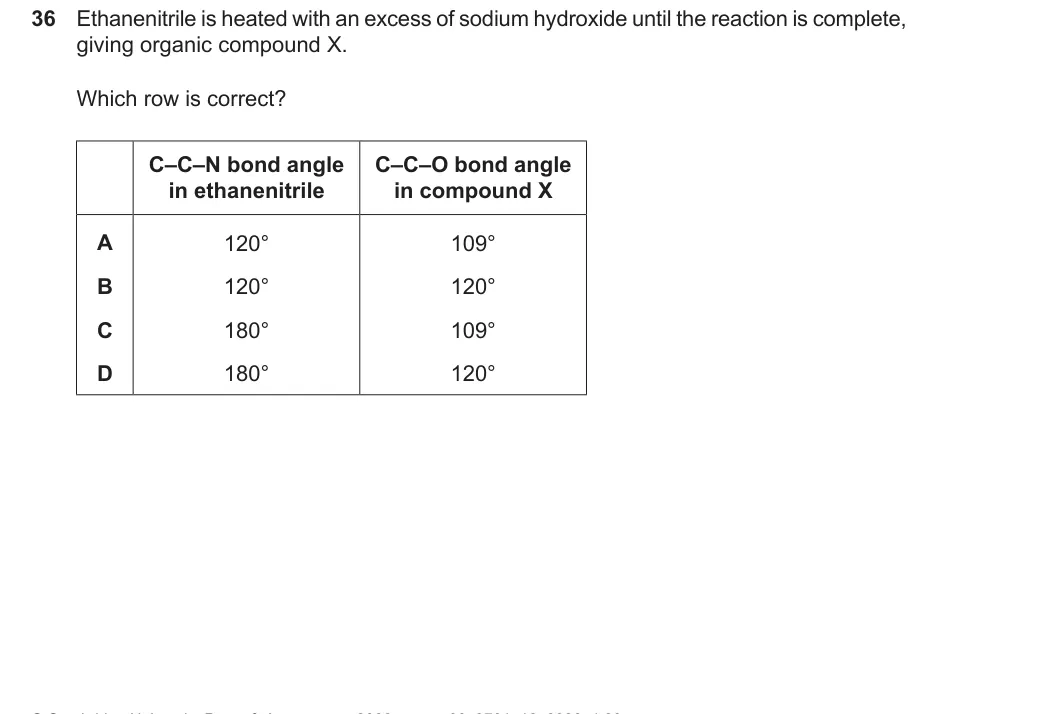 36 Ethanenitrile is heated with an excess of sodium hydroxide until the reaction is complete,
giving organic compound X.
Which row is correct?
C–C–N bond angle in ethanenitrile C–C–O bond angle in compound X
A 120° 109°
B 120° 120°
C 180° 109°
D 180° 120°